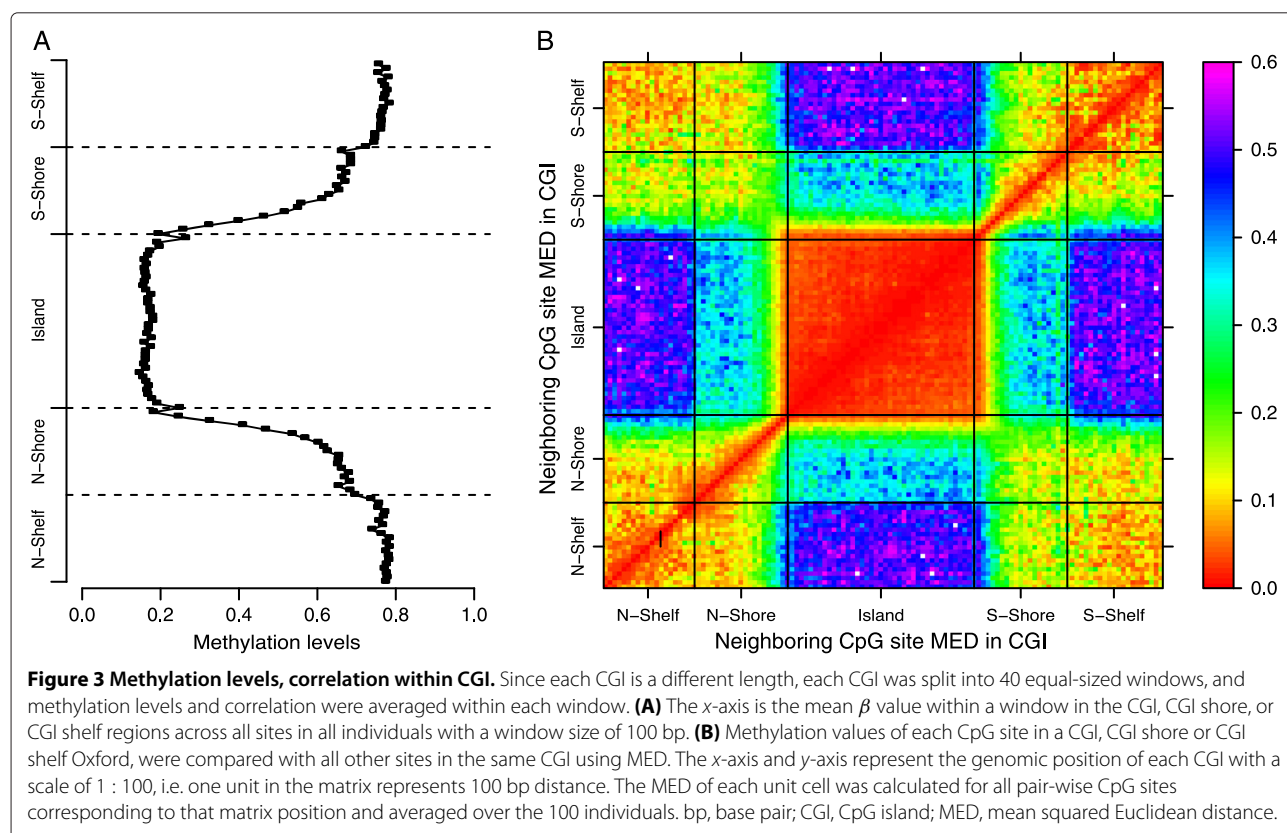 A
B
S−Shelf
S−Shore
Island
N−Shore
N−Shelf
0.0 0.2 0.4 0.6 0.8 1.0
Methylation levels
Neighboring CpG site MED in CGI
S−Shelf
S−Shore
Island
N−Shore
N−Shelf
N−Shelf N−Shore Island S−Shore S−Shelf
Neighboring CpG site MED in CGI
0.6
0.5
0.4
0.3
0.2
0.1
0.0
Figure 3 Methylation levels, correlation within CGI. Since each CGI is a different length, each CGI was split into 40 equal-sized windows, and
methylation levels and correlation were averaged within each window. (A) The x-axis is the mean β value within a window in the CGI, CGI shore, or
CGI shelf regions across all sites in all individuals with a window size of 100 bp. (B) Methylation values of each CpG site in a CGI, CGI shore or CGI
shelf Oxford, were compared with all other sites in the same CGI using MED. The x-axis and y-axis represent the genomic position of each CGI with a
scale of 1 : 100, i.e. one unit in the matrix represents 100 bp distance. The MED of each unit cell was calculated for all pair-wise CpG sites
corresponding to that matrix position and averaged over the 100 individuals. bp, base pair; CGI, CpG island; MED, mean squared Euclidean distance.